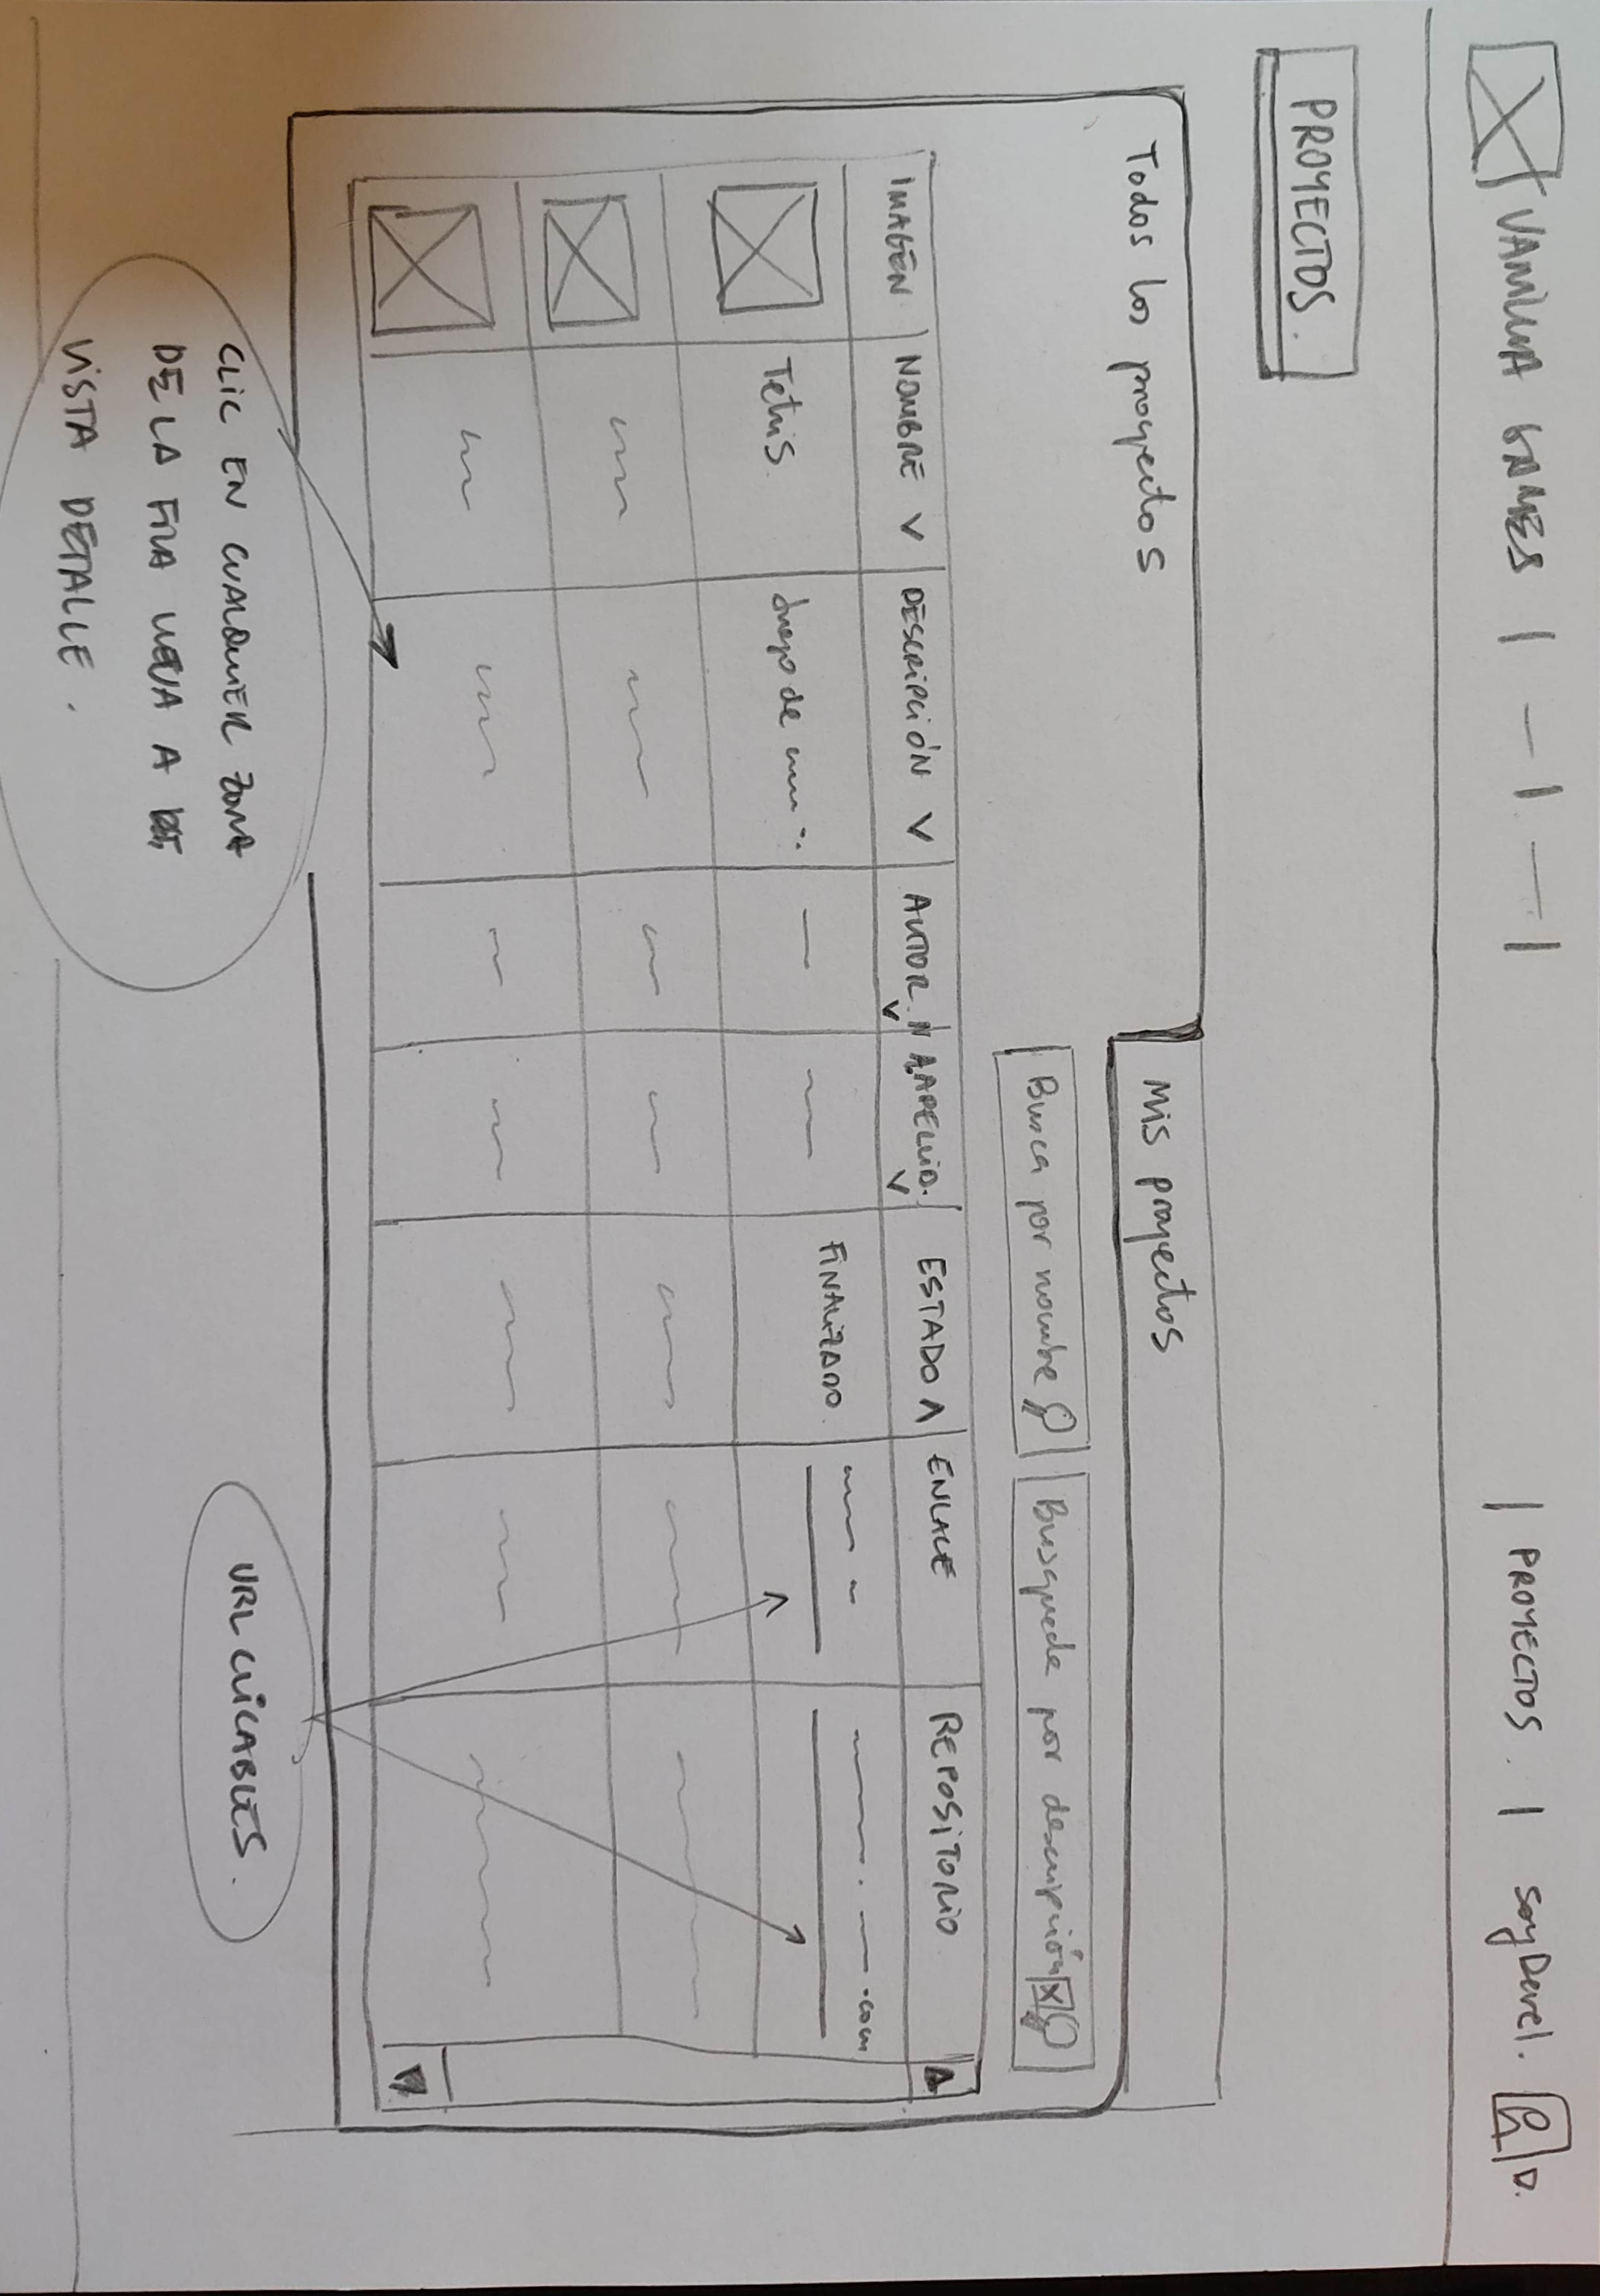 VANILLA GAMES | — | — | | PROYECTOS. | SoyDevel. D.
PROYECTOS.
Todos los proyectos
Mis proyectos
Busca por nombre
Búsqueda por descripción X
IMAGEN NOMBRE V DESCRIPCIÓN V AUTOR. N V APELLID. V ESTADO Λ ENLACE REPOSITORIO
Tetris. Juego de FINALIZADO. .com
CLIC EN CUALQUIER ZONA
DE LA FILA LLEVA A
VISTA DETALLE.
URL CLICABLES.